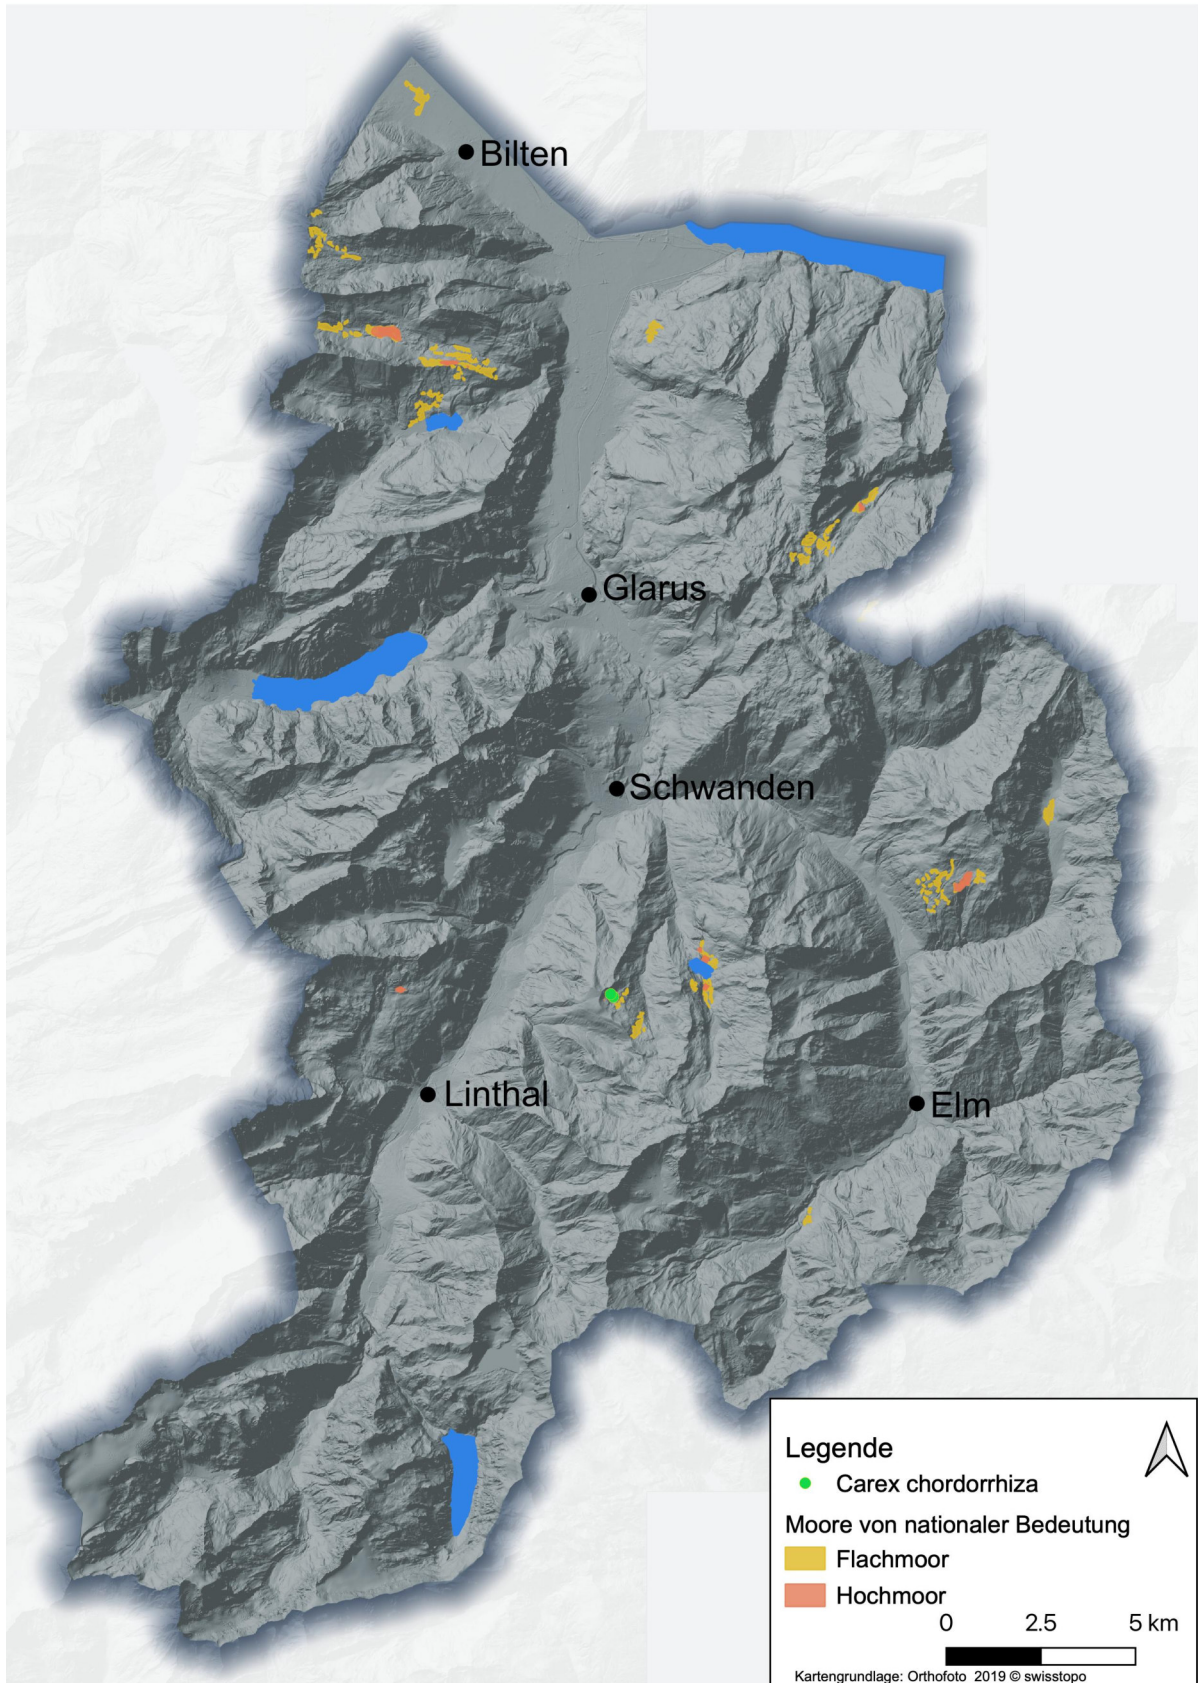 Bilten
Glarus
Schwanden
Linthal
Elm
Legende
Carex chordorrhiza
Moore von nationaler Bedeutung
Flachmoor
Hochmoor
0 2.5 5 km
Kartengrundlage: Orthofoto 2019 © swisstopo